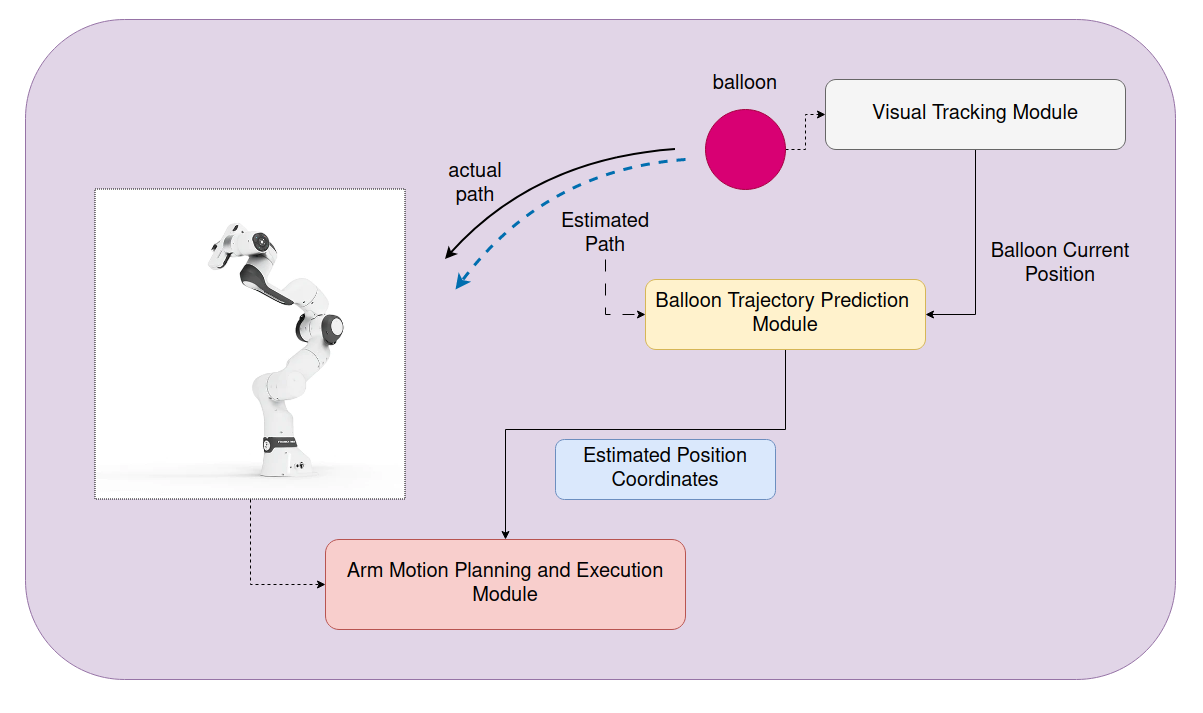 balloon
Visual Tracking Module
actual
path
Estimated
Path
Balloon Current
Position
Balloon Trajectory Prediction
Module
Estimated Position
Coordinates
Arm Motion Planning and Execution
Module